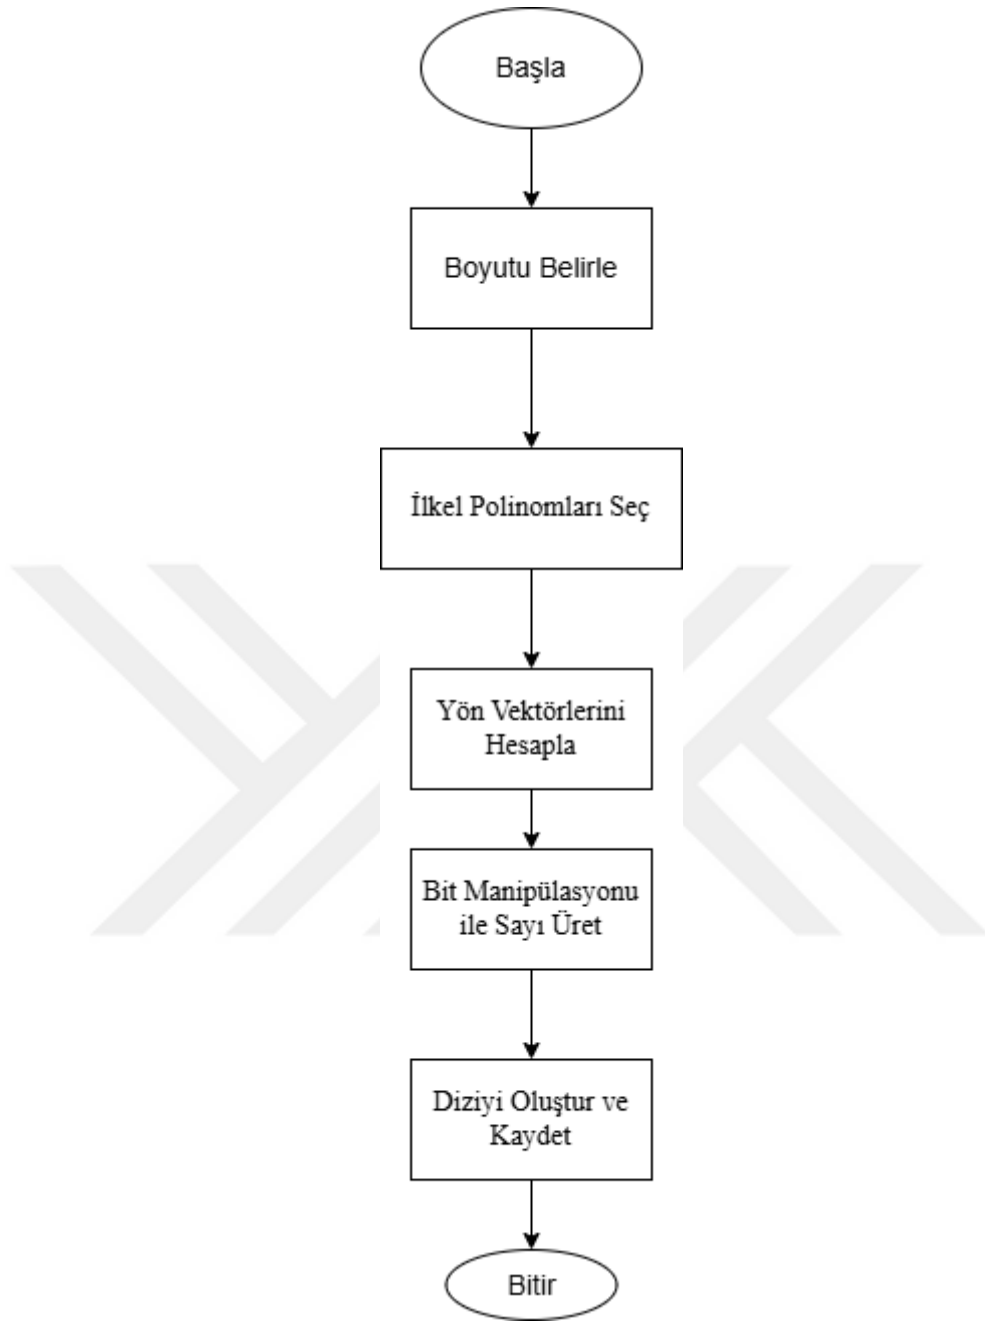 Başla
Boyutu Belirle
İlkel Polinomları Seç
Yön Vektörlerini
Hesapla
Bit Manipülasyonu
ile Sayı Üret
Diziyi Oluştur ve
Kaydet
Bitir